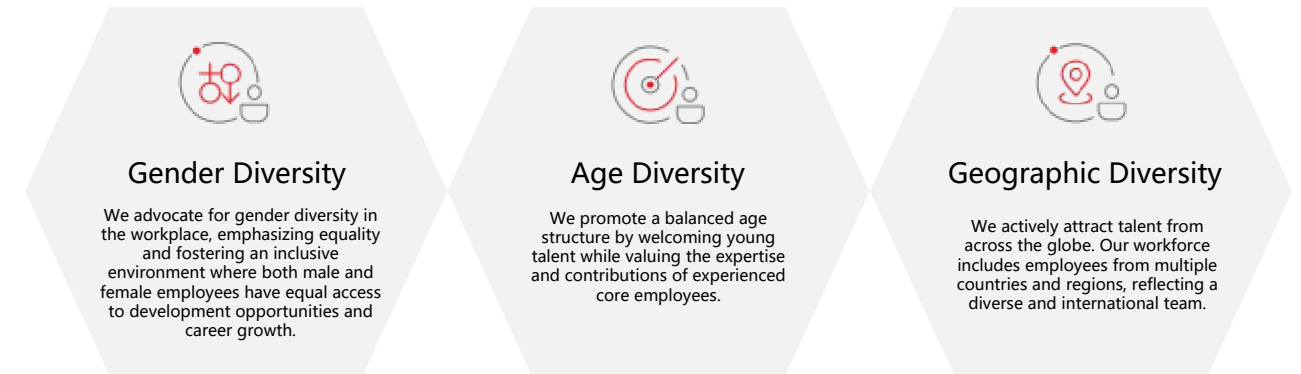 Gender Diversity
We advocate for gender diversity in
the workplace, emphasizing equality
and fostering an inclusive
environment where both male and
female employees have equal access
to development opportunities and
career growth.
Age Diversity
We promote a balanced age
structure by welcoming young
talent while valuing the expertise
and contributions of experienced
core employees.
Geographic Diversity
We actively attract talent from
across the globe. Our workforce
includes employees from multiple
countries and regions, reflecting a
diverse and international team.